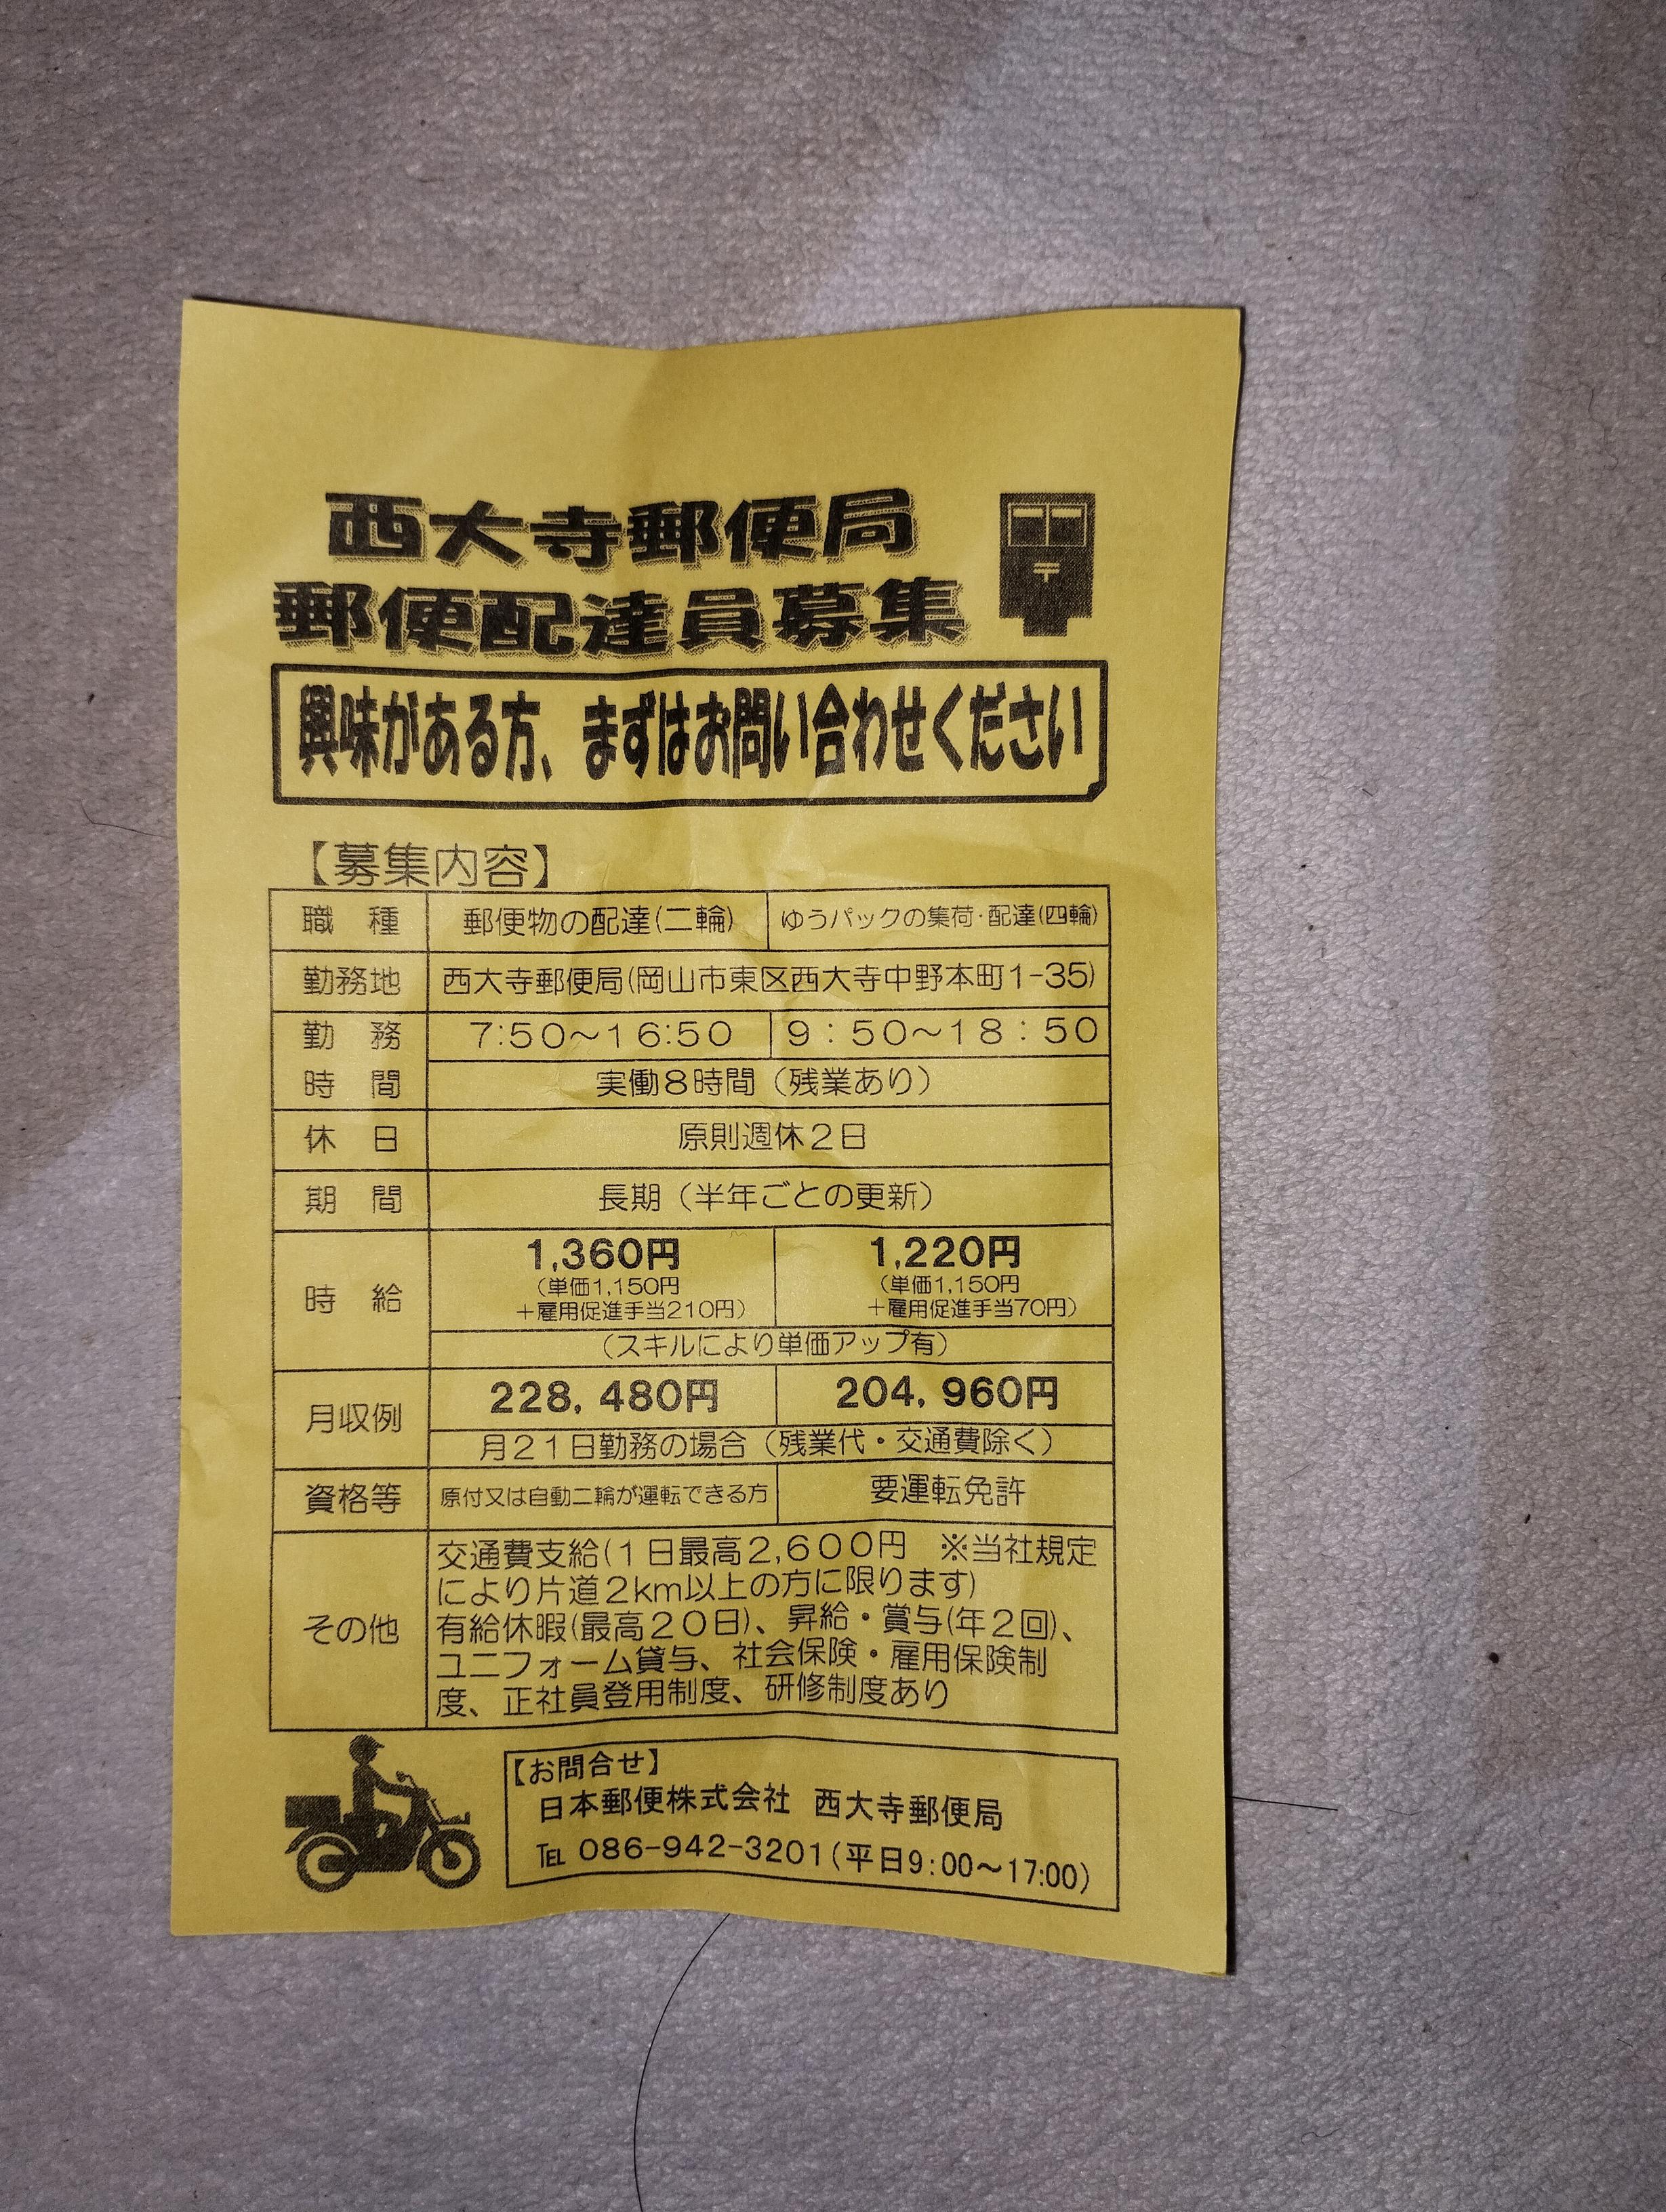 西大寺郵便局
郵便配達員募集
興味がある方、まずはお問い合わせください
【募集内容】
職 種 郵便物の配達(二輪) ゆうパックの集荷・配達(四輪)
勤務地 西大寺郵便局(岡山市東区西大寺中野本町1-35)
勤 務 7:50～16:50 9:50～18:50
時 間 実働8時間(残業あり)
休 日 原則週休2日
期 間 長期(半年ごとの更新)
時 給 1,360円 1,220円
(単価1,150円 (単価1,150円
+雇用促進手当210円) +雇用促進手当70円)
(スキルにより単価アップ有)
月収例 228,480円 204,960円
月21日勤務の場合(残業代・交通費除く)
資格等 原付又は自動二輪が運転できる方 要運転免許
その他 交通費支給(1日最高2,600円 ※当社規定
により片道2km以上の方に限ります)
有給休暇(最高20日)、昇給・賞与(年2回)、
ユニフォーム貸与、社会保険・雇用保険制
度、正社員登用制度、研修制度あり
【お問合せ】
日本郵便株式会社 西大寺郵便局
TEL 086-942-3201(平日9:00～17:00)